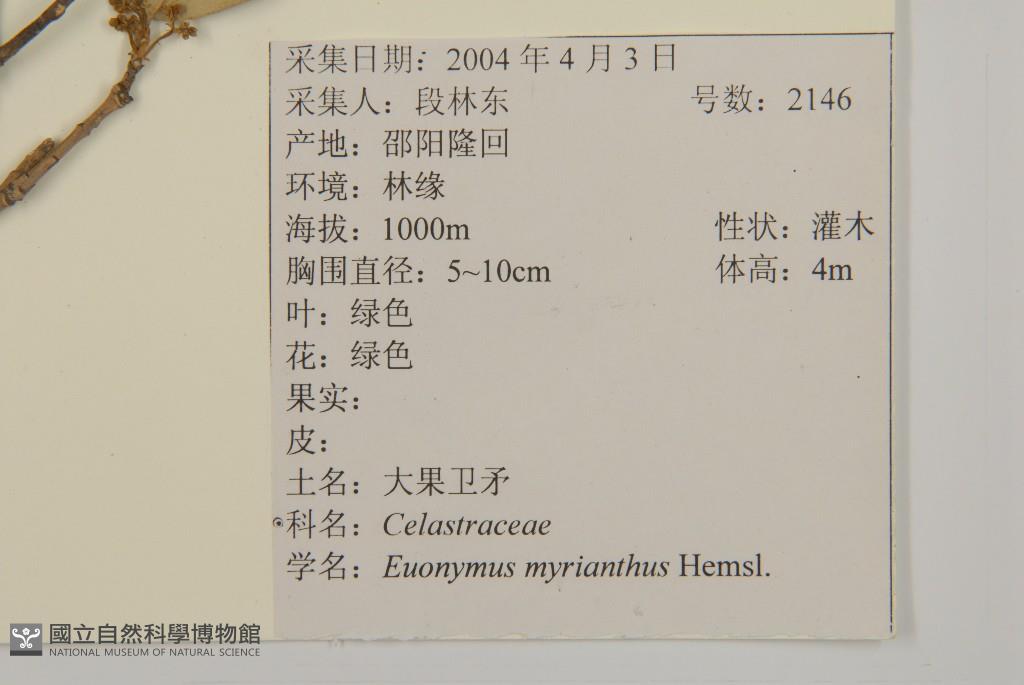 采集日期：2004 年 4 月 3 日
采集人：段林东 号数：2146
产地：邵阳隆回
环境：林缘
海拔：1000m 性状：灌木
胸围直径：5~10cm 体高：4m
叶：绿色
花：绿色
果实：
皮：
土名：大果卫矛
科名：Celastraceae
学名：Euonymus myrianthus Hemsl.
國立自然科學博物館
NATIONAL MUSEUM OF NATURAL SCIENCE